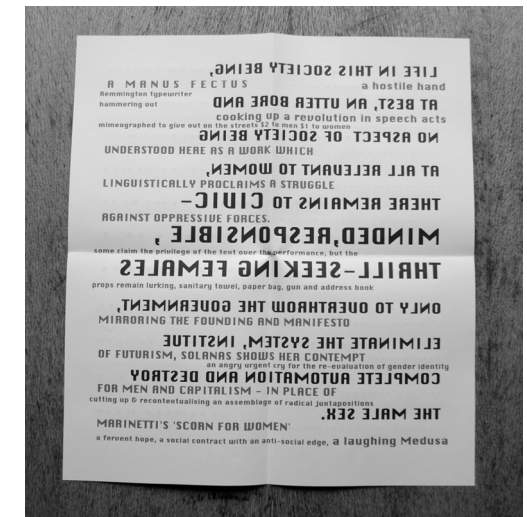 LIFE IN THIS SOCIETY BEING,
A MANUS FECTUS a hostile hand
Remmington typewriter
hammering out AT BEST, AN UTTER BORE AND
cooking up a revolution in speech acts
mimeographed to give out on the streets $2 to men $1 to women
NO ASPECT OF SOCIETY BEING
UNDERSTOOD HERE AS A WORK WHICH
AT ALL RELEVANT TO WOMEN,
LINGUISTICALLY PROCLAIMS A STRUGGLE
THERE REMAINS TO CIVIC-
AGAINST OPPRESSIVE FORCES.
MINDED,RESPONSIBLE,
some claim the privilege of the text over the performance, but the
THRILL-SEEKING FEMALES
props remain lurking, sanitary towel, paper bag, gun and address book
ONLY TO OVERTHROW THE GOVERNMENT,
MIRRORING THE FOUNDING AND MANIFESTO
ELIMINATE THE SYSTEM, INSTITUE
OF FUTURISM, SOLANAS SHOWS HER CONTEMPT
an angry urgent cry for the re-evaluation of gender identity
COMPLETE AUTOMATION AND DESTROY
FOR MEN AND CAPITALISM - IN PLACE OF
cutting up & recontextualising an assemblage of radical juxtapositions
THE MALE SEX.
MARINETTI'S 'SCORN FOR WOMEN'
a fervent hope, a social contract with an anti-social edge, a laughing Medusa